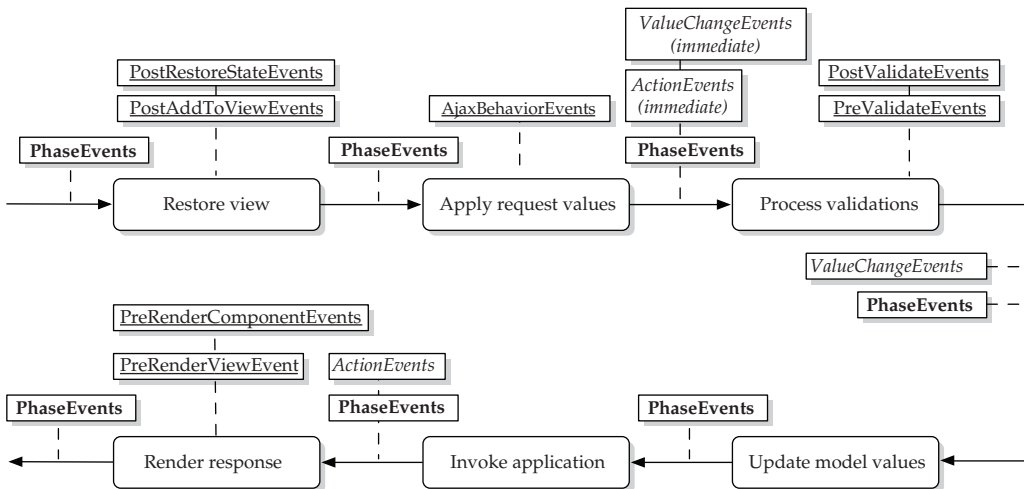 ValueChangeEvents
(immediate)
PostRestoreStateEvents
ActionEvents
(immediate)
PostValidateEvents
PostAddToViewEvents
AjaxBehaviorEvents
PreValidateEvents
PhaseEvents
PhaseEvents
PhaseEvents
Restore view
Apply request values
Process validations
ValueChangeEvents
PhaseEvents
PreRenderComponentEvents
PreRenderViewEvent
ActionEvents
PhaseEvents
PhaseEvents
PhaseEvents
Render response
Invoke application
Update model values